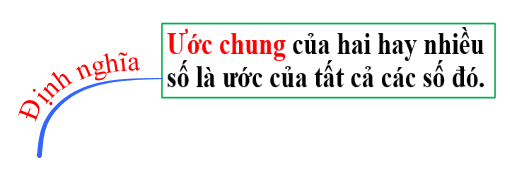 Định nghĩa
Ước chung của hai hay nhiều
số là ước của tất cả các số đó.